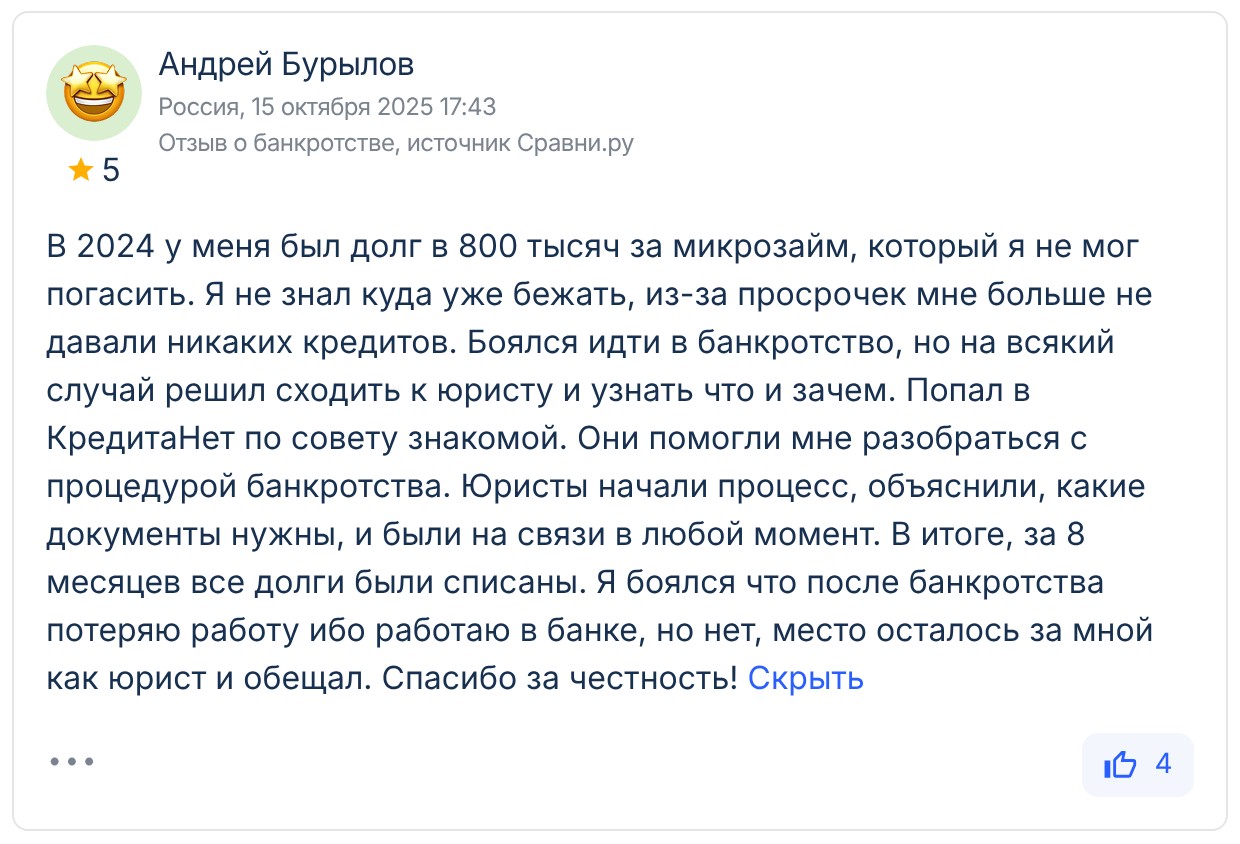 Андрей Бурылов
Россия, 15 октября 2025 17:43
Отзыв о банкротстве, источник Сравни.ру
5
В 2024 у меня был долг в 800 тысяч за микрозайм, который я не мог
погасить. Я не знал куда уже бежать, из-за просрочек мне больше не
давали никаких кредитов. Боялся идти в банкротство, но на всякий
случай решил сходить к юристу и узнать что и зачем. Попал в
КредитаНет по совету знакомой. Они помогли мне разобраться с
процедурой банкротства. Юристы начали процесс, объяснили, какие
документы нужны, и были на связи в любой момент. В итоге, за 8
месяцев все долги были списаны. Я боялся что после банкротства
потеряю работу ибо работаю в банке, но нет, место осталось за мной
как юрист и обещал. Спасибо за честность! Скрыть
4